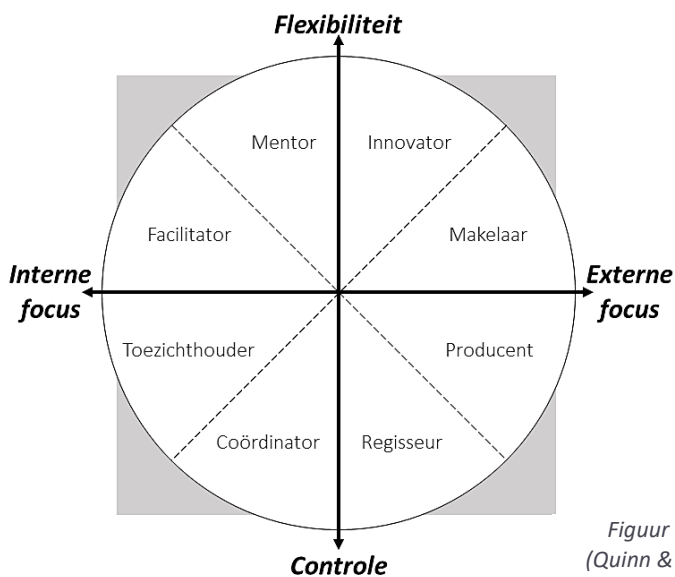 Flexibiliteit
Mentor
Innovator
Facilitator
Makelaar
Interne
focus
Externe
focus
Toezichthouder
Producent
Coördinator
Regisseur
Controle
Figuur
(Quinn &